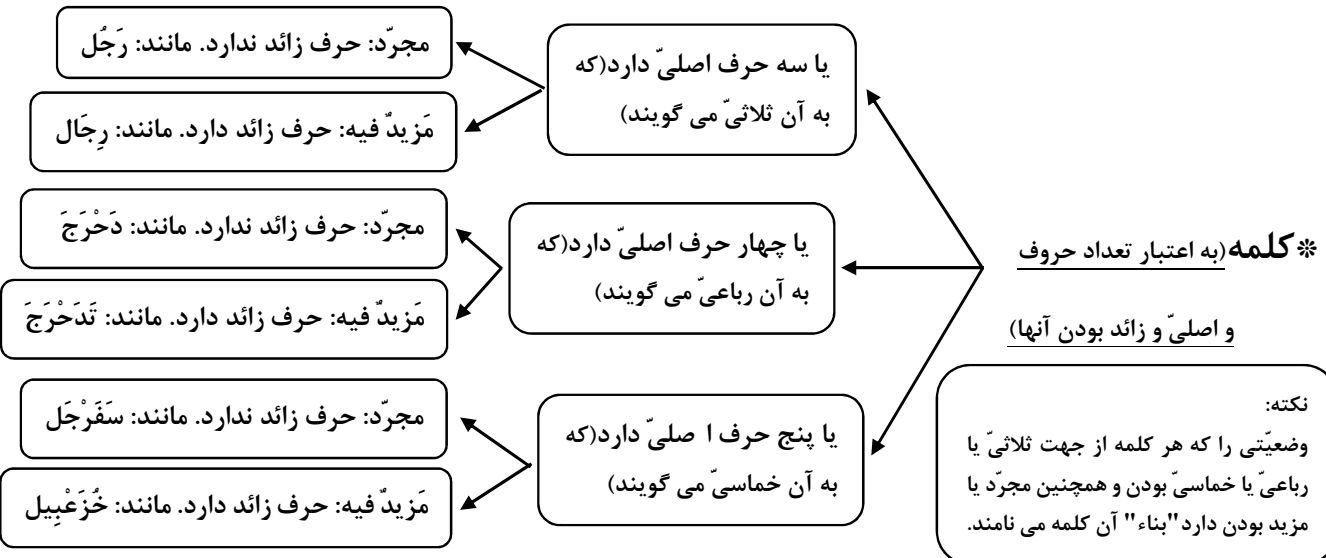 *کلمه(به اعتبار تعداد حروف
و اصلیّ و زائد بودن آنها)
نکته:
وضعیّتی را که هر کلمه از جهت ثلاثیّ یا
رباعیّ یا خماسیّ بودن و همچنین مجرّد یا
مزید بودن دارد"بناء" آن کلمه می نامند.
یا سه حرف اصلیّ دارد(که
به آن ثلاثیّ می گویند)
مجرّد: حرف زائد ندارد. مانند: رَجُل
مَزیدٌ فیه: حرف زائد دارد. مانند: رِجَال
یا چهار حرف اصلیّ دارد(که
به آن رباعیّ می گویند)
مجرّد: حرف زائد ندارد. مانند: دَحْرَجَ
مَزیدٌ فیه: حرف زائد دارد. مانند: تَدَحْرَجَ
یا پنج حرف ا صلیّ دارد(که
به آن خماسیّ می گویند)
مجرّد: حرف زائد ندارد. مانند: سَفَرْجَل
مَزیدٌ فیه: حرف زائد دارد. مانند: خُزَعْبِیل